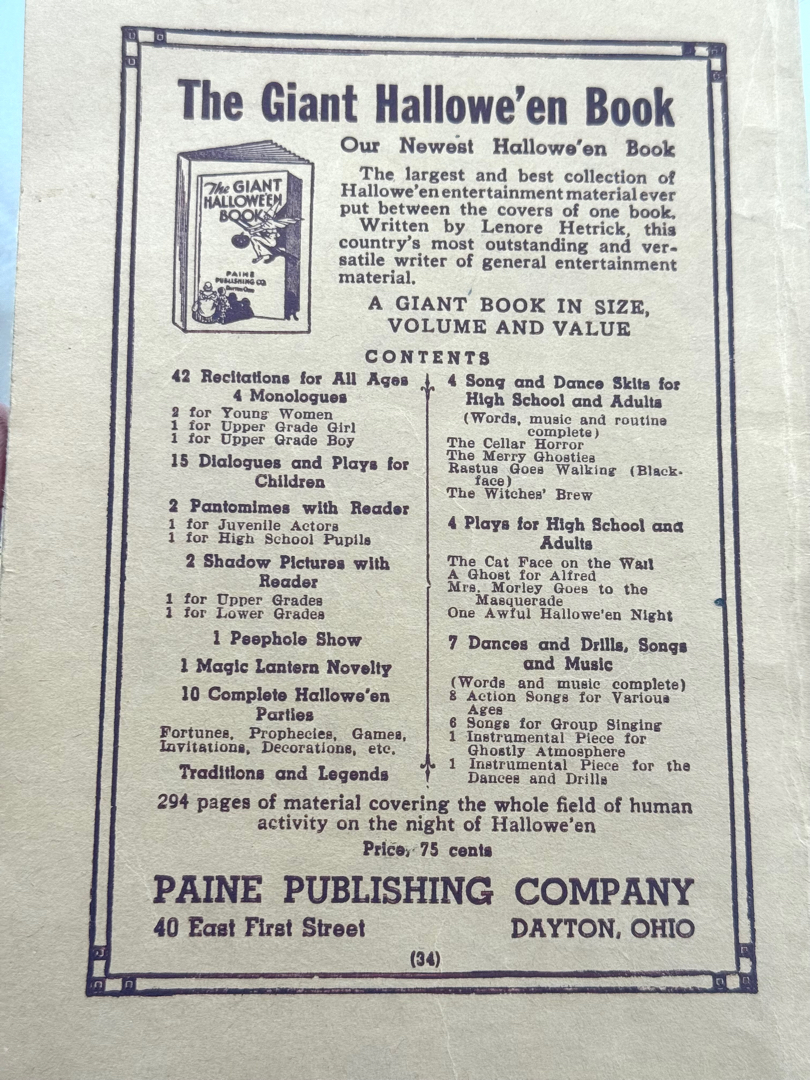 The Giant Hallowe'en Book
The GIANT
HALLOWE'EN
BOOK
PAINE
PUBLISHING CO.
Dayton Ohio
Our Newest Hallowe'en Book
The largest and best collection of
Hallowe'en entertainment material ever
put between the covers of one book.
Written by Lenore Hetrick, this
country's most outstanding and ver-
satile writer of general entertainment
material.
A GIANT BOOK IN SIZE,
VOLUME AND VALUE
CONTENTS
42 Recitations for All Ages
4 Monologues
2 for Young Women
1 for Upper Grade Girl
1 for Upper Grade Boy
15 Dialogues and Plays for
Children
2 Pantomimes with Reader
1 for Juvenile Actors
1 for High School Pupils
2 Shadow Pictures with
Reader
1 for Upper Grades
1 for Lower Grades
1 Peephole Show
1 Magic Lantern Novelty
10 Complete Hallowe'en
Parties
Fortunes, Prophecies, Games,
Invitations, Decorations, etc.
Traditions and Legends
4 Song and Dance Skits for
High School and Adults
(Words, music and routine
complete)
The Cellar Horror
The Merry Ghosties
Rastus Goes Walking (Black-
face)
The Witches' Brew
4 Plays for High School and
Adults
The Cat Face on the Wall
A Ghost for Alfred
Mrs. Morley Goes to the
Masquerade
One Awful Hallowe'en Night
7 Dances and Drills, Songs
and Music
(Words and music complete)
8 Action Songs for Various
Ages
6 Songs for Group Singing
1 Instrumental Piece for
Ghostly Atmosphere
1 Instrumental Piece for the
Dances and Drills
294 pages of material covering the whole field of human
activity on the night of Hallowe'en
Price, 75 cents
PAINE PUBLISHING COMPANY
40 East First Street DAYTON, OHIO
(34)